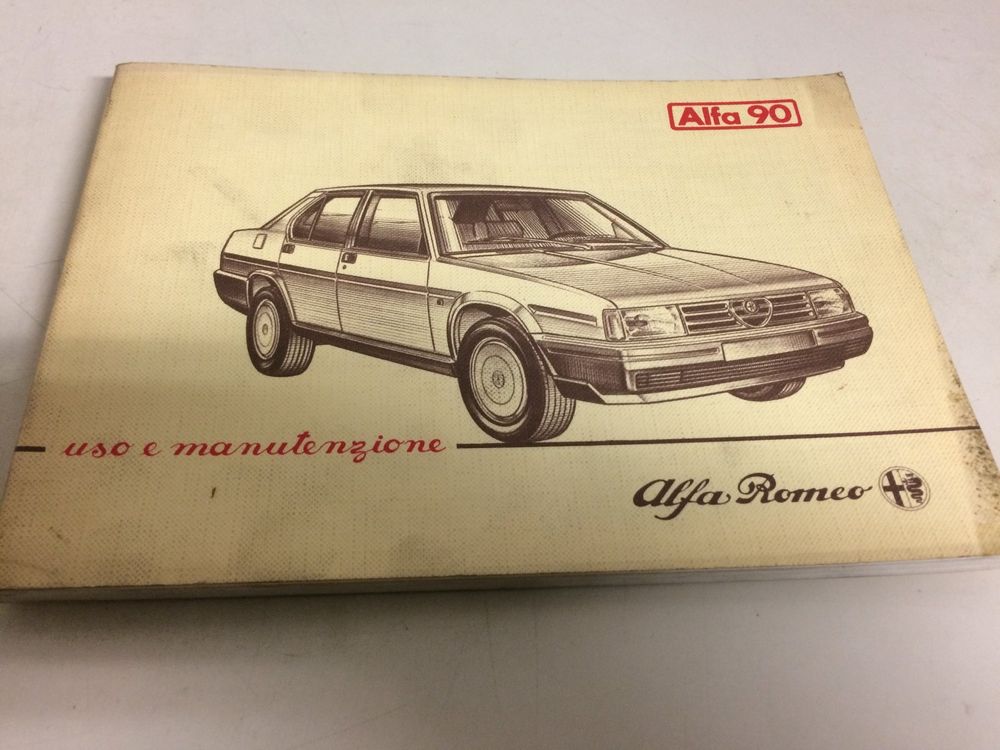 Alfa 90
uso e manutenzione
Alfa Romeo